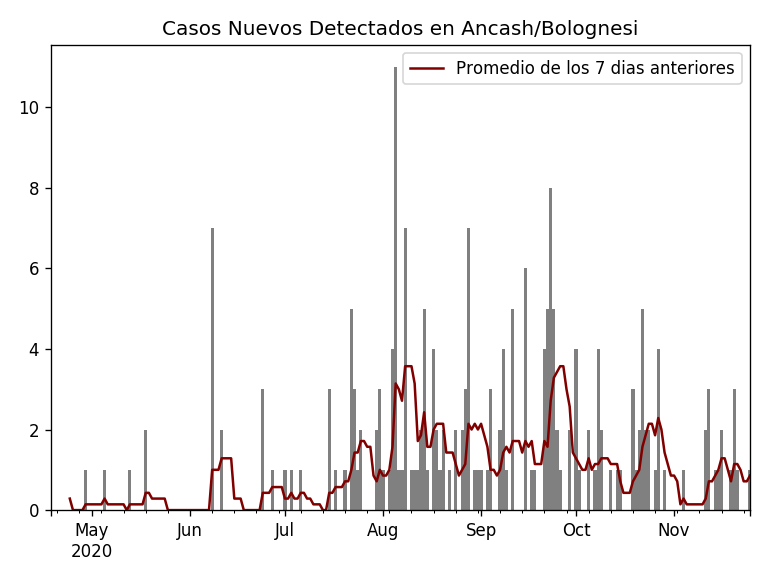 Casos Nuevos Detectados en Ancash/Bolognesi
Promedio de los 7 dias anteriores
10
8
6
4
2
0
May Jun Jul Aug Sep Oct Nov
2020